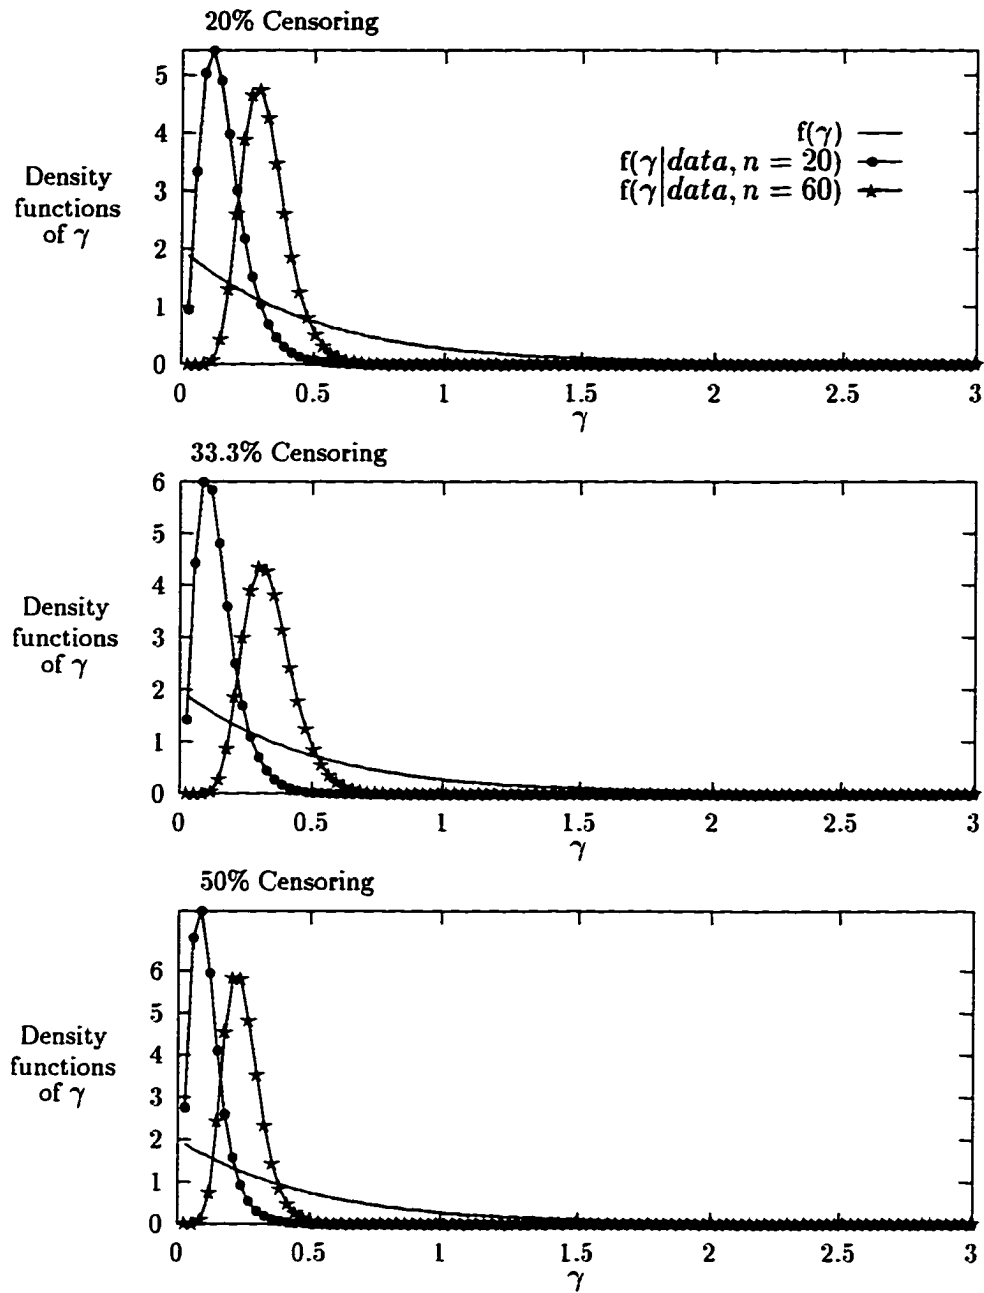 20% Censoring
5
4
3
2
1
0
Density
functions
of γ
f(γ)
f(γ|data, n = 20)
f(γ|data, n = 60)
0 0.5 1 1.5 2 2.5 3
γ
33.3% Censoring
6
5
4
3
2
1
0
Density
functions
of γ
0 0.5 1 1.5 2 2.5 3
γ
50% Censoring
6
5
4
3
2
1
0
Density
functions
of γ
0 0.5 1 1.5 2 2.5 3
γ